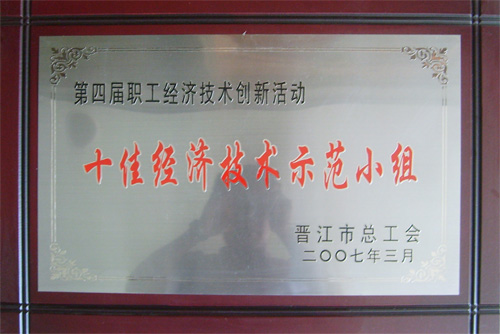 第四届职工经济技术创新活动
十佳经济技术示范小组
晋江市总工会
二〇〇七年三月